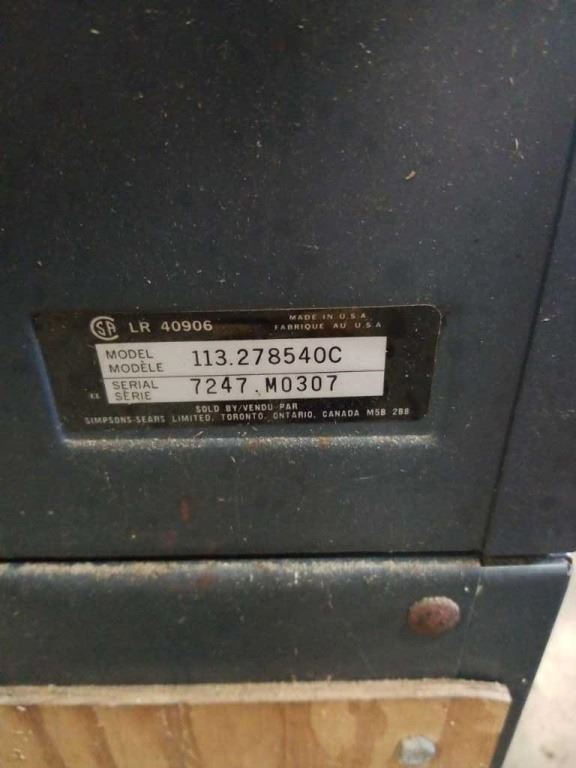 SA LR 40906
MADE IN U.S.A
FABRIQUE AU U.S.A
MODEL
MODÈLE
113.278540C
SERIAL
SÉRIE
7247.M0307
SOLD BY/VENDU PAR
SIMPSONS-SEARS LIMITED, TORONTO, ONTARIO, CANADA M5B 2B8